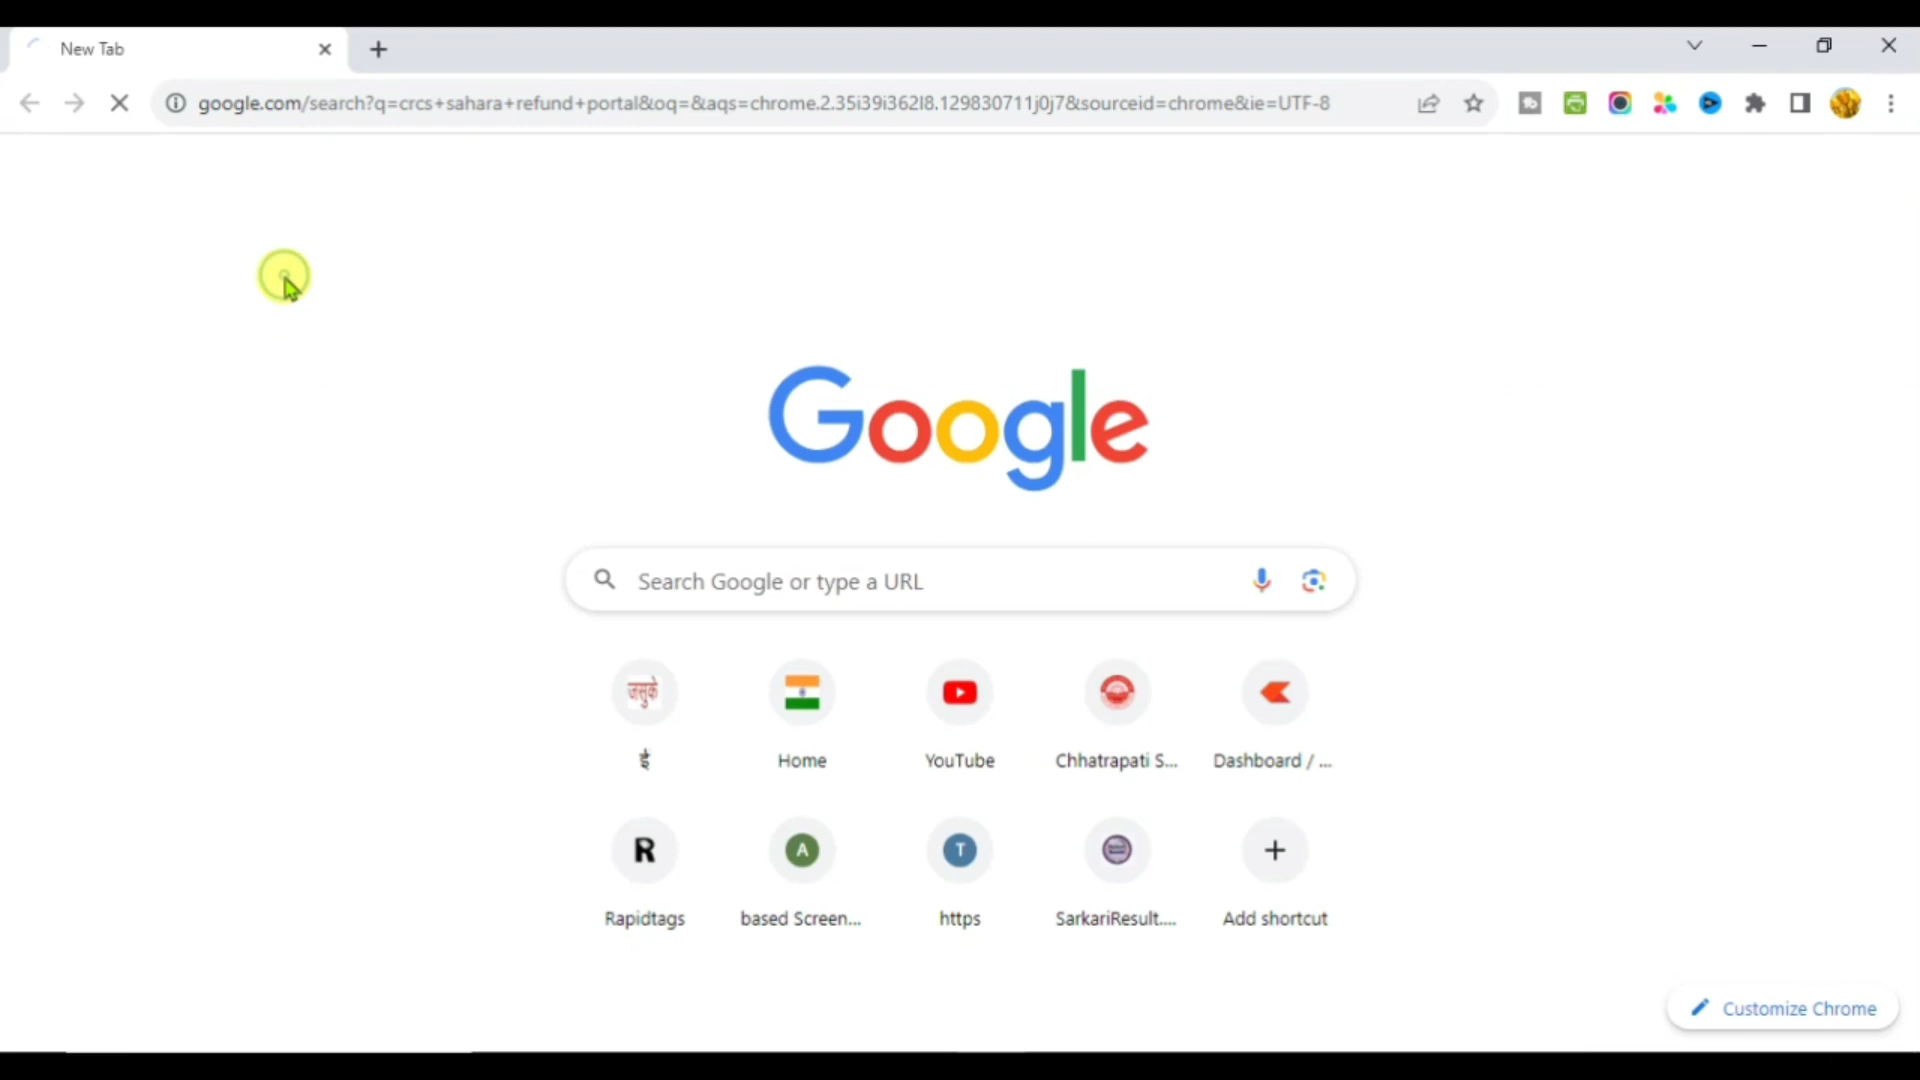 New Tab
google.com/search?q=crcs+sahara+refund+portal&oq=&aqs=chrome.2.35i39i362l8.129830711j0j7&sourceid=chrome&ie=UTF-8
Google
Search Google or type a URL
जसुके
ई Home YouTube Chhatrapati S... Dashboard / ...
R A T
Rapidtags based Screen... https SarkariResult.... Add shortcut
Customize Chrome